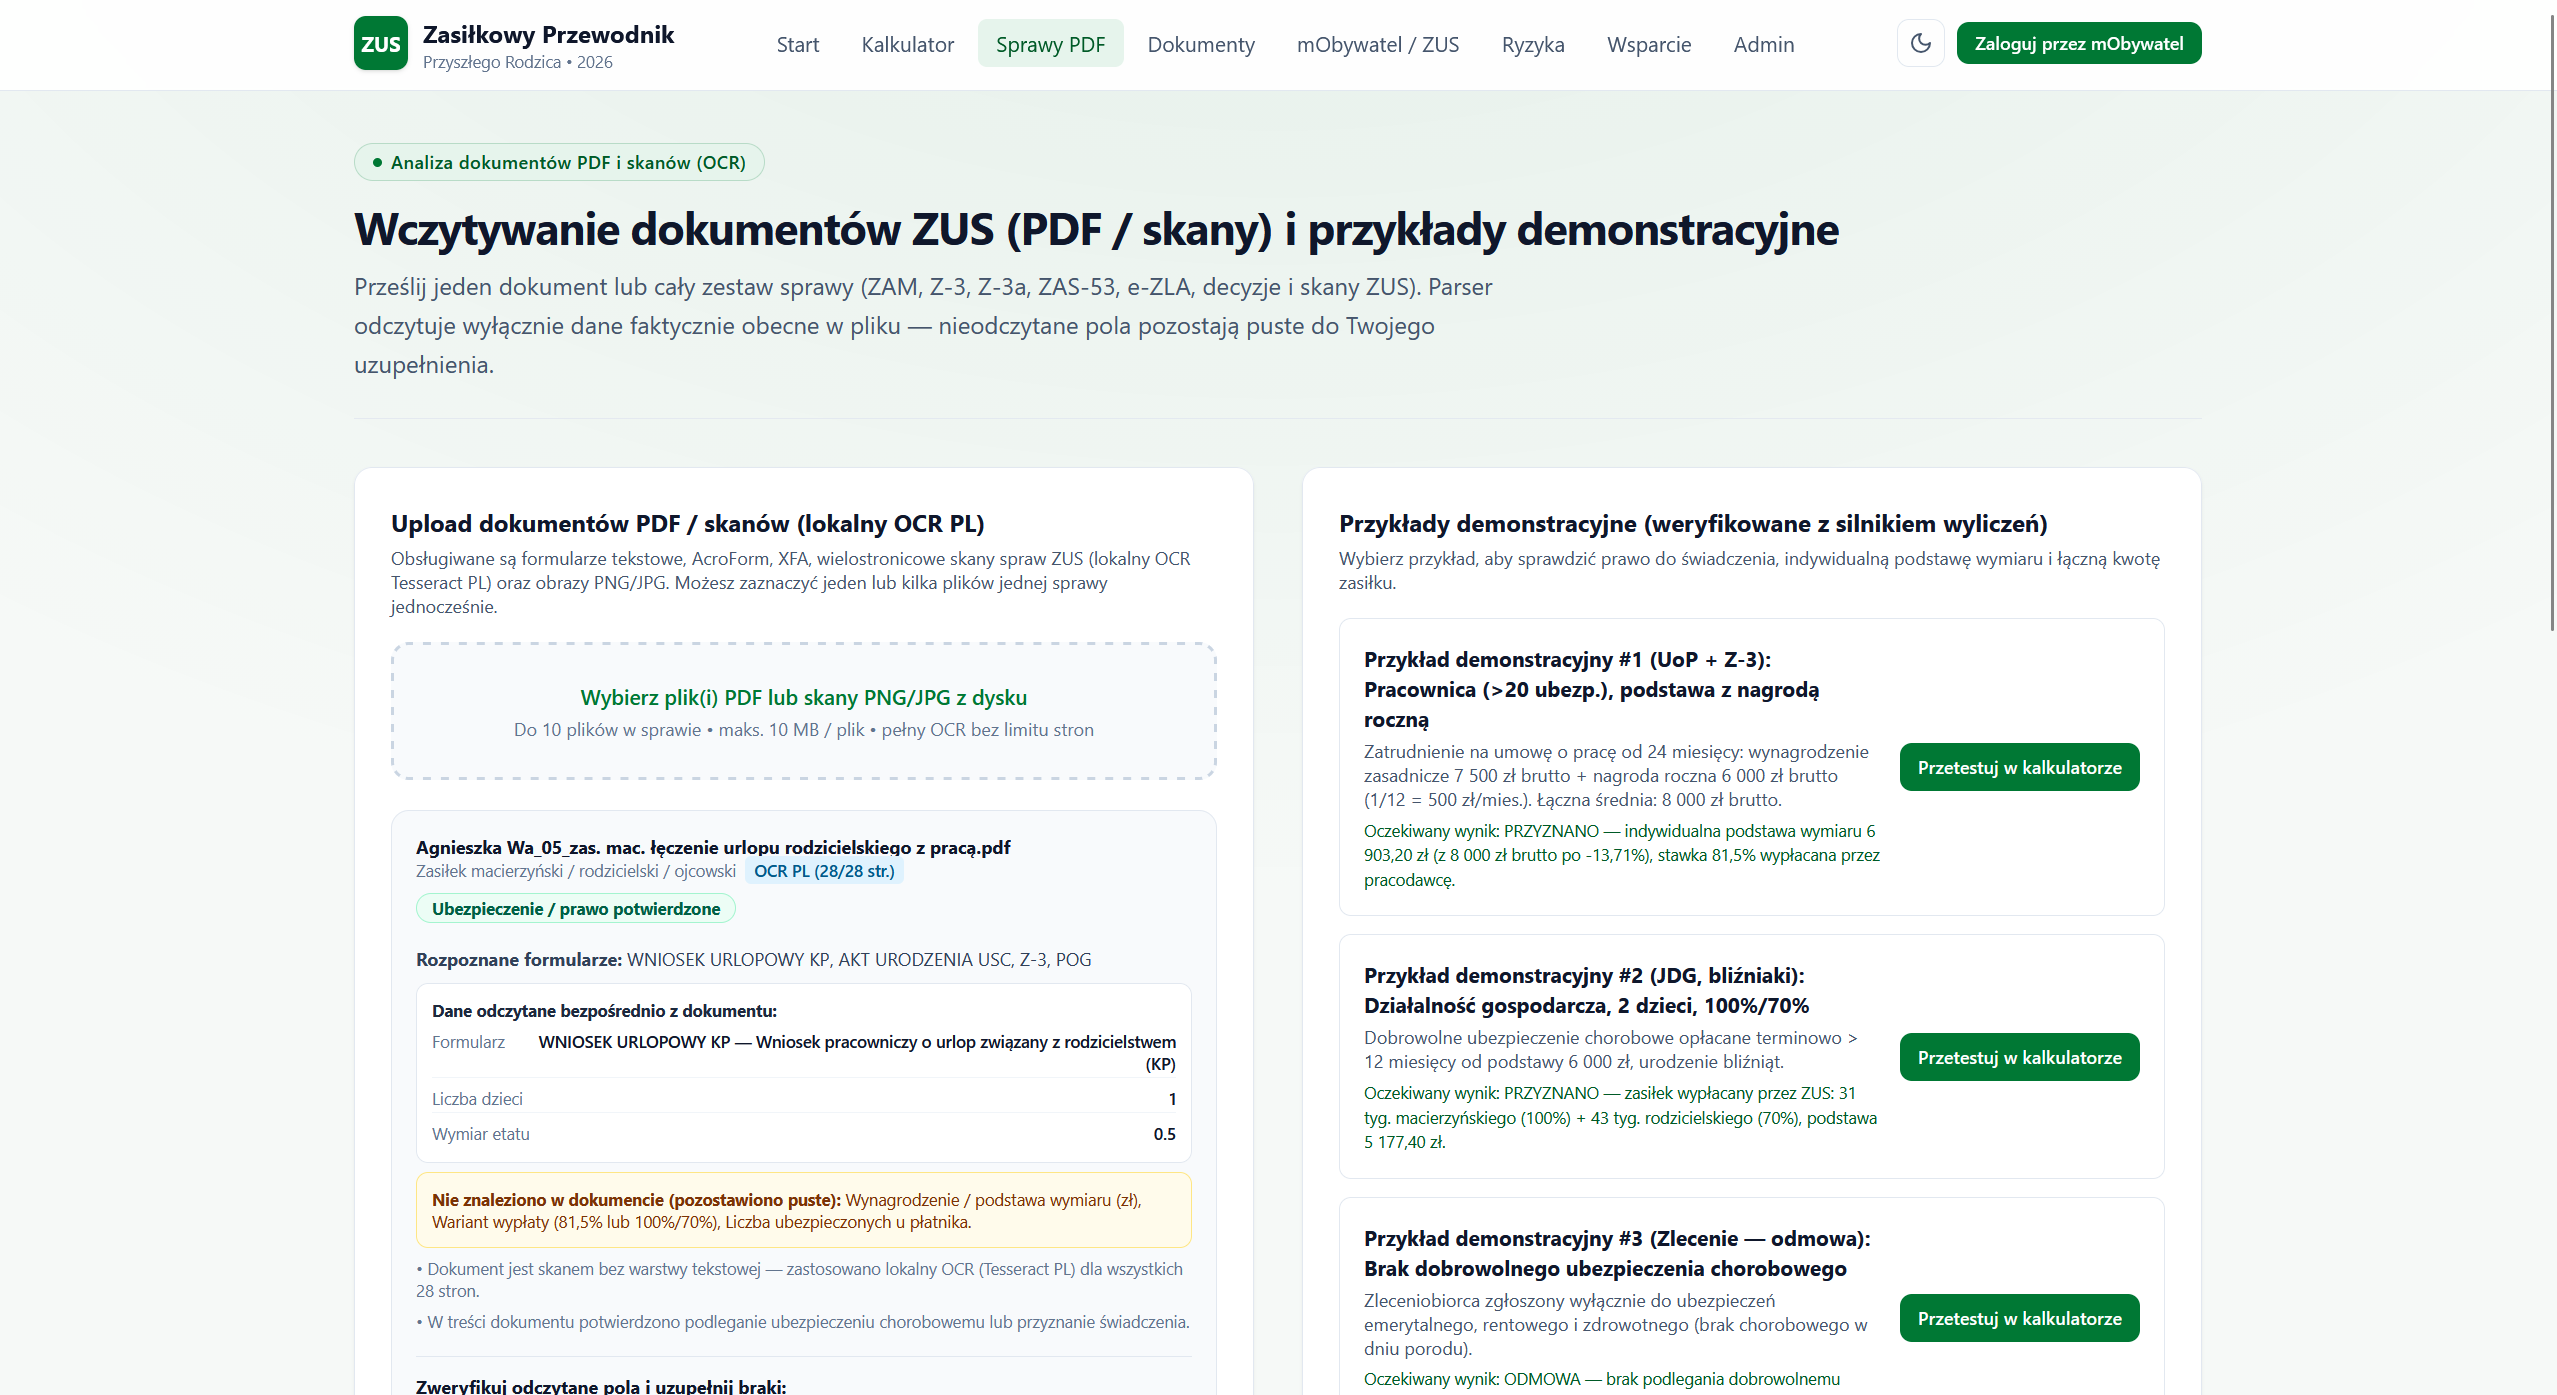 ZUS
Zasiłkowy Przewodnik
Przyszłego Rodzica • 2026
Start
Kalkulator
Sprawy PDF
Dokumenty
mObywatel / ZUS
Ryzyka
Wsparcie
Admin
Zaloguj przez mObywatel
Analiza dokumentów PDF i skanów (OCR)
Wczytywanie dokumentów ZUS (PDF / skany) i przykłady demonstracyjne
Prześlij jeden dokument lub cały zestaw sprawy (ZAM, Z-3, Z-3a, ZAS-53, e-ZLA, decyzje i skany ZUS). Parser
odczytuje wyłącznie dane faktycznie obecne w pliku — nieodczytane pola pozostają puste do Twojego
uzupełnienia.
Upload dokumentów PDF / skanów (lokalny OCR PL)
Obsługiwane są formularze tekstowe, AcroForm, XFA, wielostronicowe skany spraw ZUS (lokalny OCR
Tesseract PL) oraz obrazy PNG/JPG. Możesz zaznaczyć jeden lub kilka plików jednej sprawy
jednocześnie.
Wybierz plik(i) PDF lub skany PNG/JPG z dysku
Do 10 plików w sprawie • maks. 10 MB / plik • pełny OCR bez limitu stron
Agnieszka Wa_05_zas. mac. łęczenie urlopu rodzicielskiego z pracą.pdf
Zasiłek macierzyński / rodzicielski / ojcowski
OCR PL (28/28 str.)
Ubezpieczenie / prawo potwierdzone
Rozpoznane formularze: WNIOSEK URLOPOWY KP, AKT URODZENIA USC, Z-3, POG
Dane odczytane bezpośrednio z dokumentu:
Formularz WNIOSEK URLOPOWY KP — Wniosek pracowniczy o urlop związany z rodzicielstwem
(KP)
Liczba dzieci 1
Wymiar etatu 0.5
Nie znaleziono w dokumencie (pozostawiono puste): Wynagrodzenie / podstawa wymiaru (zł),
Wariant wypłaty (81,5% lub 100%/70%), Liczba ubezpieczonych u płatnika.
• Dokument jest skanem bez warstwy tekstowej — zastosowano lokalny OCR (Tesseract PL) dla wszystkich
28 stron.
• W treści dokumentu potwierdzono podleganie ubezpieczeniu chorobowemu lub przyznanie świadczenia.
Zweryfikuj odczytane pola i uzupełnij braki:
Przykłady demonstracyjne (weryfikowane z silnikiem wyliczeń)
Wybierz przykład, aby sprawdzić prawo do świadczenia, indywidualną podstawę wymiaru i łączną kwotę
zasiłku.
Przykład demonstracyjny #1 (UoP + Z-3):
Pracownica (>20 ubezp.), podstawa z nagrodą
roczną
Zatrudnienie na umowę o pracę od 24 miesięcy: wynagrodzenie
zasadnicze 7 500 zł brutto + nagroda roczna 6 000 zł brutto
(1/12 = 500 zł/mies.). Łączna średnia: 8 000 zł brutto.
Oczekiwany wynik: PRZYZNANO — indywidualna podstawa wymiaru 6
903,20 zł (z 8 000 zł brutto po -13,71%), stawka 81,5% wypłacana przez
pracodawcę.
Przetestuj w kalkulatorze
Przykład demonstracyjny #2 (JDG, bliźniaki):
Działalność gospodarcza, 2 dzieci, 100%/70%
Dobrowolne ubezpieczenie chorobowe opłacane terminowo >
12 miesięcy od podstawy 6 000 zł, urodzenie bliźniąt.
Oczekiwany wynik: PRZYZNANO — zasiłek wypłacany przez ZUS: 31
tyg. macierzyńskiego (100%) + 43 tyg. rodzicielskiego (70%), podstawa
5 177,40 zł.
Przetestuj w kalkulatorze
Przykład demonstracyjny #3 (Zlecenie — odmowa):
Brak dobrowolnego ubezpieczenia chorobowego
Zleceniobiorca zgłoszony wyłącznie do ubezpieczeń
emerytalnego, rentowego i zdrowotnego (brak chorobowego w
dniu porodu).
Oczekiwany wynik: ODMOWA — brak podlegania dobrowolnemu
Przetestuj w kalkulatorze